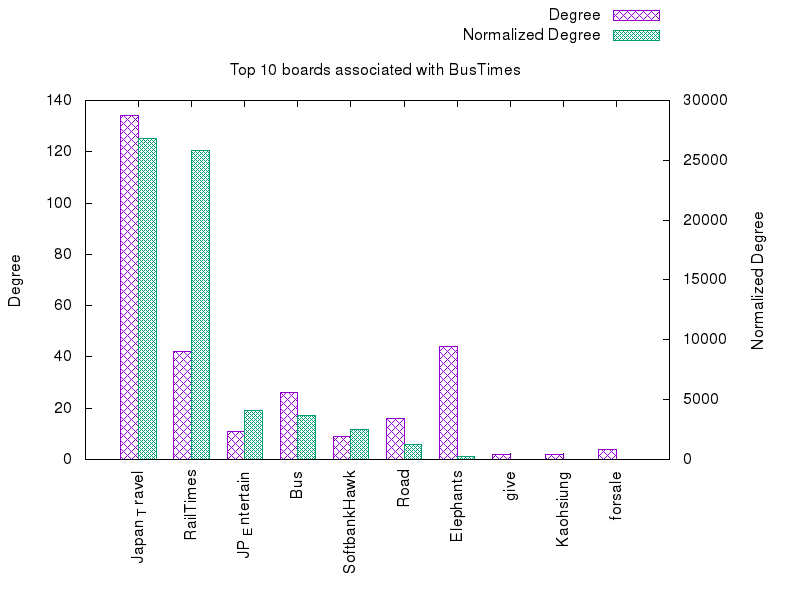 Degree
Normalized Degree
Top 10 boards associated with BusTimes
140
120
100
80
60
40
20
0
30000
25000
20000
15000
10000
5000
0
Degree
Normalized Degree
Japan T ravel
RailTimes
JP E ntertain
Bus
SoftbankHawk
Road
Elephants
give
Kaohsiung
forsale